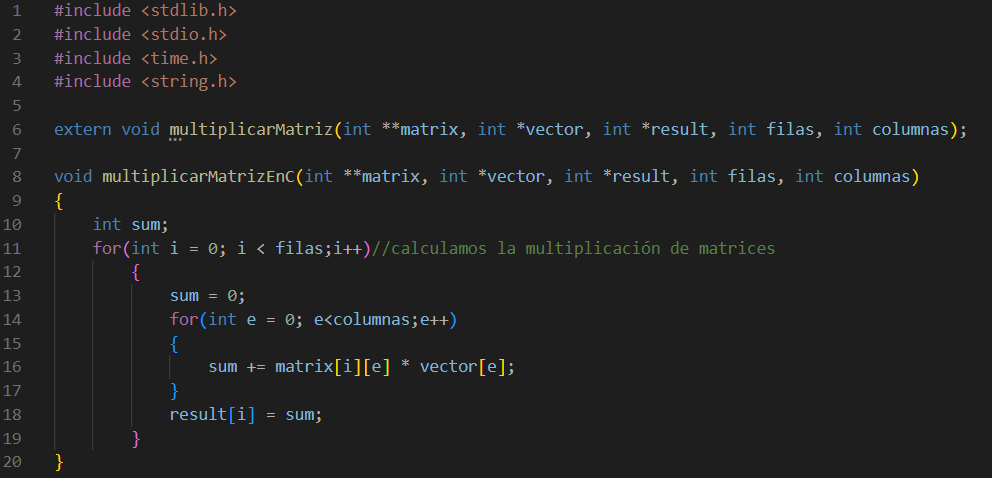 1 #include <stdlib.h>
2 #include <stdio.h>
3 #include <time.h>
4 #include <string.h>
5
6 extern void multiplicarMatriz(int **matrix, int *vector, int *result, int filas, int columnas);
7
8 void multiplicarMatrizEnC(int **matrix, int *vector, int *result, int filas, int columnas)
9 {
10     int sum;
11     for(int i = 0; i < filas;i++)//calculamos la multiplicación de matrices
12         {
13             sum = 0;
14             for(int e = 0; e<columnas;e++)
15             {
16                 sum += matrix[i][e] * vector[e];
17             }
18             result[i] = sum;
19         }
20 }